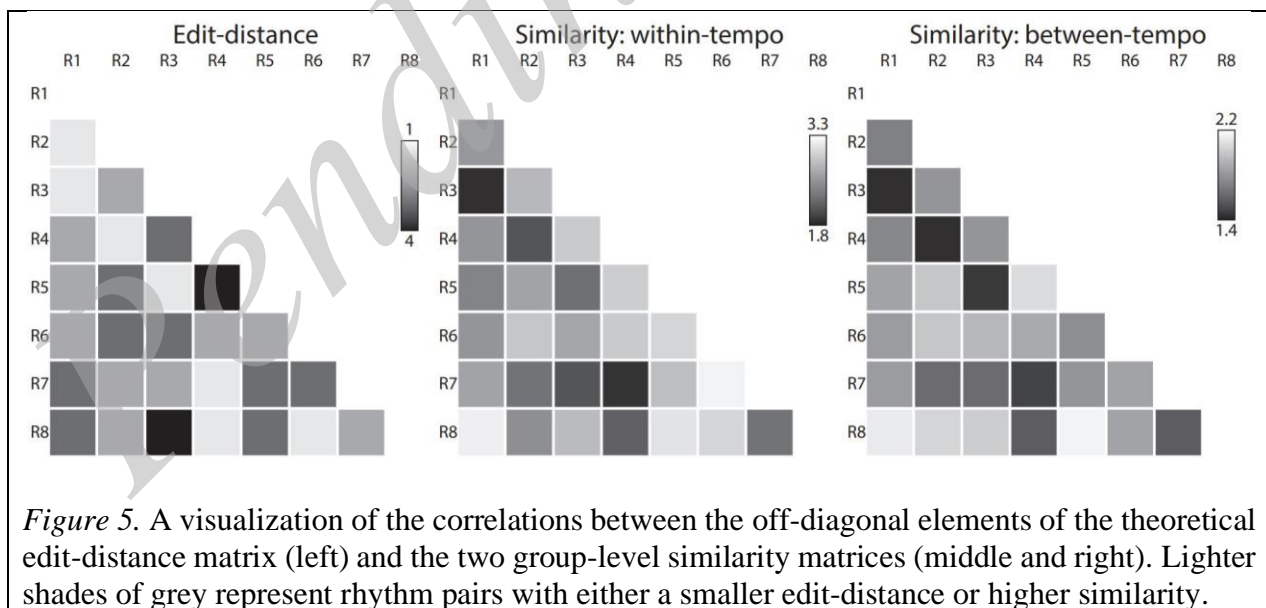 Edit-distance
Similarity: within-tempo
Similarity: between-tempo
R1 R2 R3 R4 R5 R6 R7 R8
R1 R2 R3 R4 R5 R6 R7 R8
R1 R2 R3 R4 R5 R6 R7 R8
R1
R2
R3
R4
R5
R6
R7
R8
1
4
R1
R2
R3
R4
R5
R6
R7
R8
3.3
1.8
R1
R2
R3
R4
R5
R6
R7
R8
2.2
1.4
Figure 5. A visualization of the correlations between the off-diagonal elements of the theoretical
edit-distance matrix (left) and the two group-level similarity matrices (middle and right). Lighter
shades of grey represent rhythm pairs with either a smaller edit-distance or higher similarity.